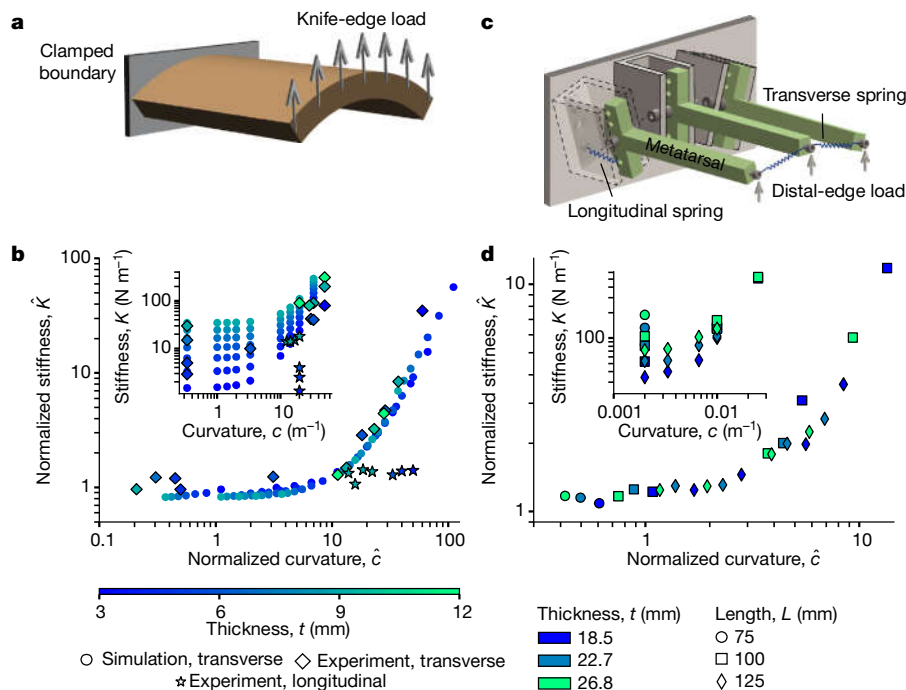 a
Knife-edge load
Clamped
boundary
c
Transverse spring
Metatarsal
Distal-edge load
Longitudinal spring
b
Normalized stiffness, K̂
100
10
1
Stiffness, K (N m⁻¹)
100
10
1
10
Curvature, c (m⁻¹)
0.1
1
10
100
Normalized curvature, ĉ
3
6
9
12
Thickness, t (mm)
Simulation, transverse
Experiment, transverse
Experiment, longitudinal
d
Normalized stiffness, K̂
10
1
Stiffness, K (N m⁻¹)
100
0.001
0.01
Curvature, c (m⁻¹)
1
10
Normalized curvature, ĉ
Thickness, t (mm)
18.5
22.7
26.8
Length, L (mm)
75
100
125